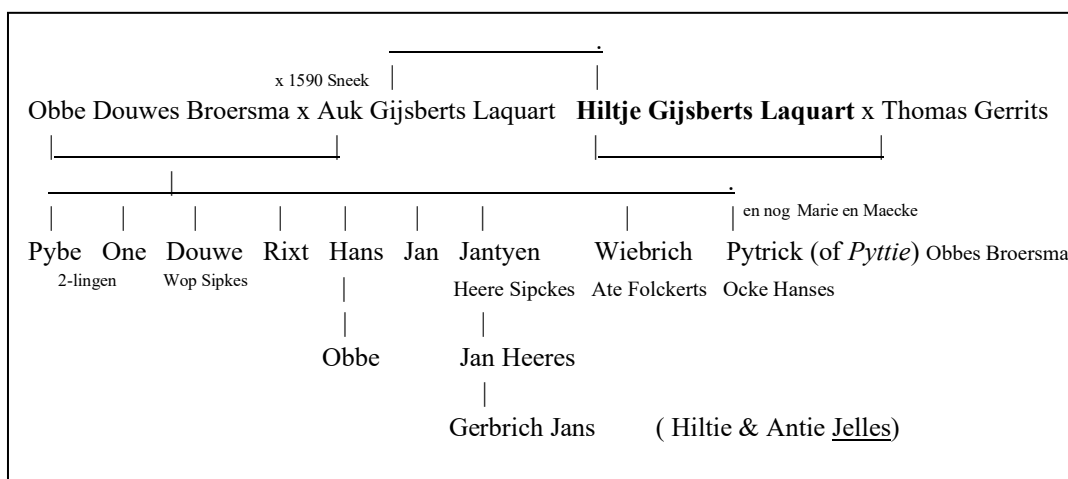 x 1590 Sneek
Obbe Douwes Broersma x Auk Gijsberts Laquart Hiltje Gijsberts Laquart x Thomas Gerrits
en nog Marie en Maecke
Pybe One Douwe Rixt Hans Jan Jantyen Wiebrich Pytrick (of Pyttie) Obbes Broersma
2-lingen Wop Sipkes Heere Sipckes Ate Folckerts Ocke Hanses
Obbe Jan Heeres
Gerbrich Jans ( Hiltie & Antie Jelles)